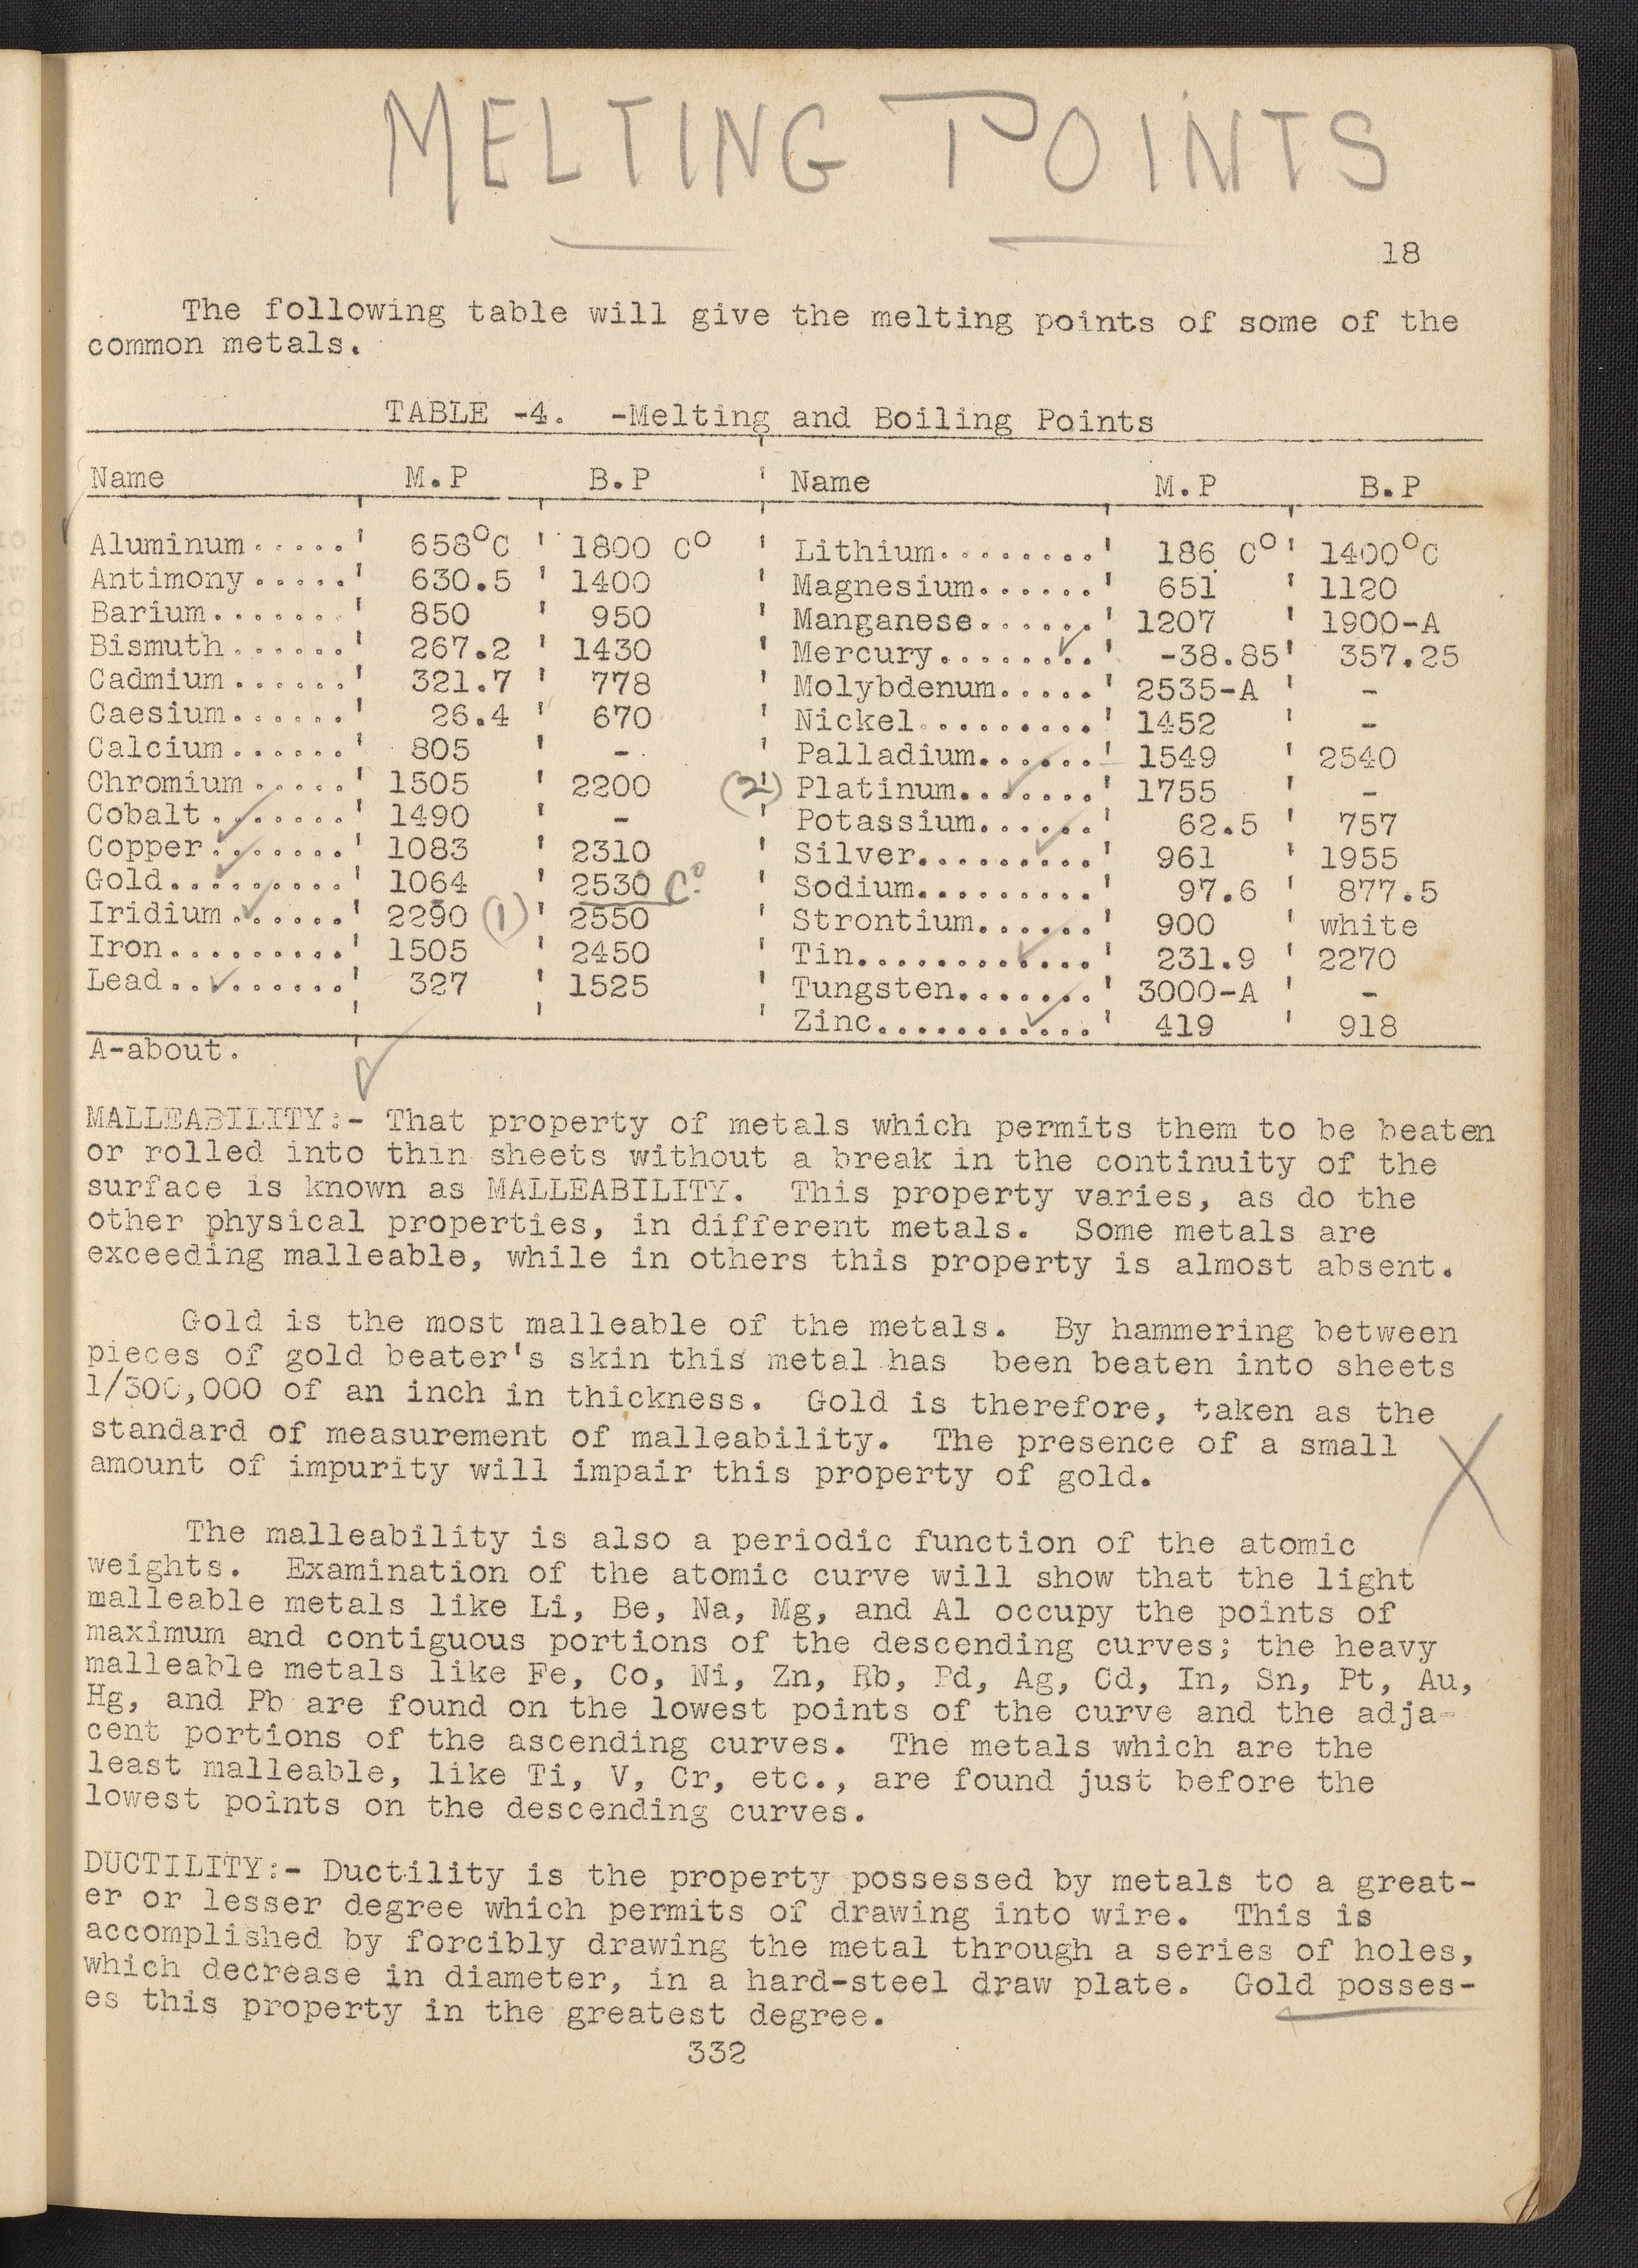 MELTING POINTS
18
The following table will give the melting points of some of the
common metals.
TABLE -4. -Melting and Boiling Points
Name M.P B.P ' Name M.P B.P
Aluminum.....' 658°C ' 1800 C° ' Lithium........' 186 C°' 1400°C
Antimony.....' 630.5 ' 1400 ' Magnesium......' 651 ' 1120
Barium.......' 850 ' 950 ' Manganese......' 1207 ' 1900-A
Bismuth......' 267.2 ' 1430 ' Mercury........' -38.85' 357.25
Cadmium......' 321.7 ' 778 ' Molybdenum.....' 2535-A ' -
Caesium......' 26.4 ' 670 ' Nickel.........' 1452 ' -
Calcium......' 805 ' - ' Palladium......' 1549 ' 2540
Chromium.....' 1505 ' 2200 (2') Platinum.......' 1755 ' -
Cobalt.......' 1490 ' - ' Potassium......' 62.5 ' 757
Copper.......' 1083 ' 2310 ' Silver.........' 961 ' 1955
Gold.........' 1064 ' 2530 C° ' Sodium.........' 97.6 ' 877.5
Iridium......' 2290 (1)' 2550 ' Strontium......' 900 ' white
Iron.........' 1505 ' 2450 ' Tin............' 231.9 ' 2270
Lead.........' 327 ' 1525 ' Tungsten.......' 3000-A ' -
Zinc...........' 419 ' 918
A-about.
MALLEABILITY:- That property of metals which permits them to be beaten
or rolled into thin sheets without a break in the continuity of the
surface is known as MALLEABILITY. This property varies, as do the
other physical properties, in different metals. Some metals are
exceeding malleable, while in others this property is almost absent.
Gold is the most malleable of the metals. By hammering between
pieces of gold beater's skin this metal has been beaten into sheets
1/300,000 of an inch in thickness. Gold is therefore, taken as the
standard of measurement of malleability. The presence of a small
amount of impurity will impair this property of gold.
X
The malleability is also a periodic function of the atomic
weights. Examination of the atomic curve will show that the light
malleable metals like Li, Be, Na, Mg, and Al occupy the points of
maximum and contiguous portions of the descending curves; the heavy
malleable metals like Fe, Co, Ni, Zn, Rb, Pd, Ag, Cd, In, Sn, Pt, Au,
Hg, and Pb are found on the lowest points of the curve and the adja-
cent portions of the ascending curves. The metals which are the
least malleable, like Ti, V, Cr, etc., are found just before the
lowest points on the descending curves.
DUCTILITY:- Ductility is the property possessed by metals to a great-
er or lesser degree which permits of drawing into wire. This is
accomplished by forcibly drawing the metal through a series of holes,
which decrease in diameter, in a hard-steel draw plate. Gold posses-
es this property in the greatest degree.
332